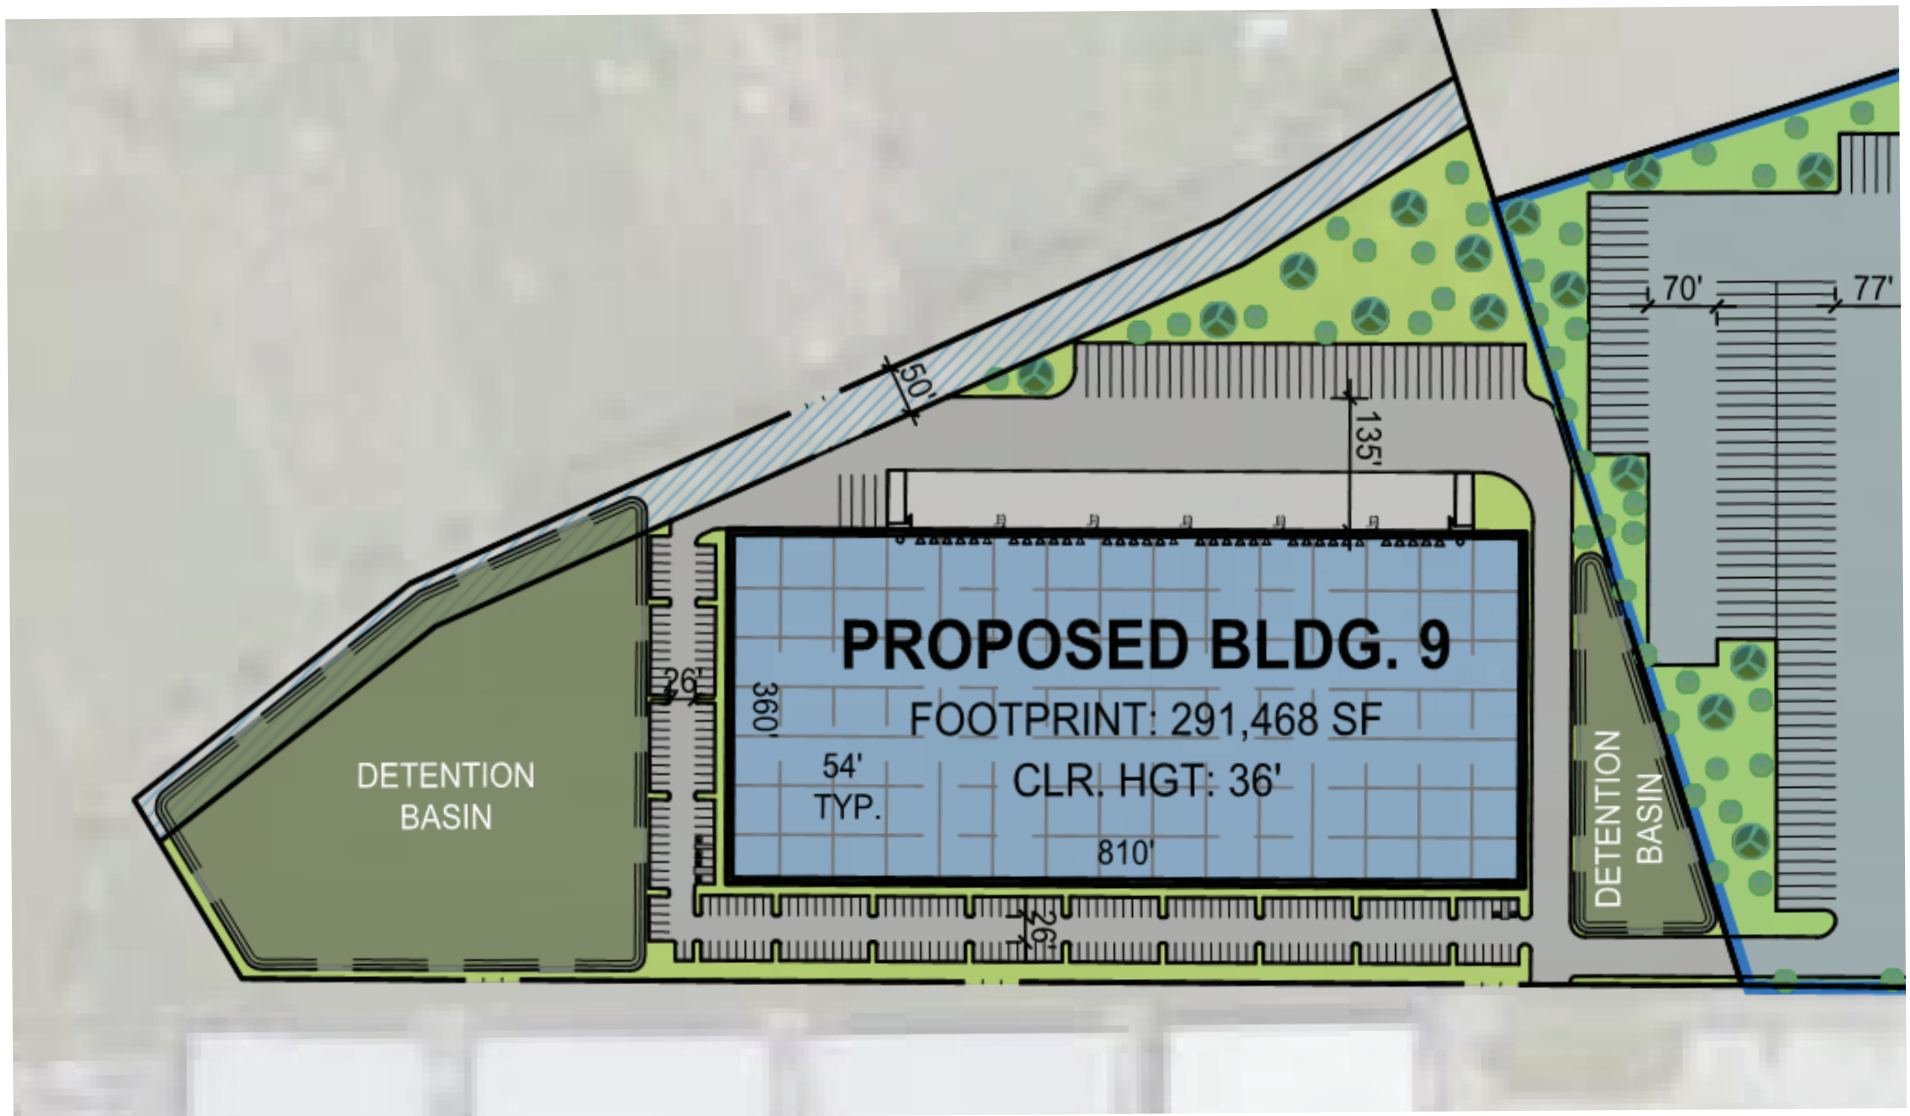 70'
77'
50'
135'
PROPOSED BLDG. 9
26'
360'
FOOTPRINT: 291,468 SF
54'
TYP.
CLR. HGT: 36'
810'
DETENTION
BASIN
DETENTION
BASIN
26'